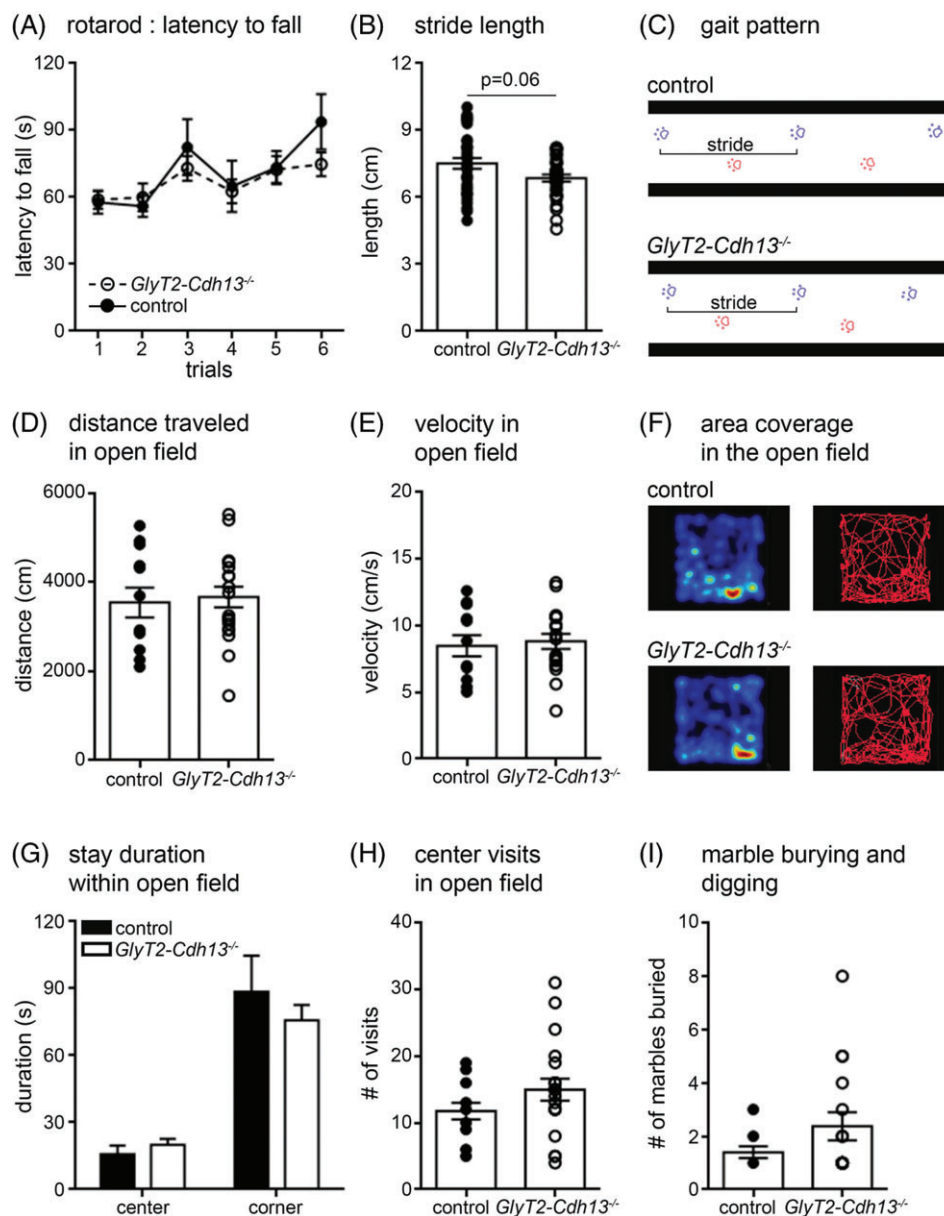 (A) rotarod : latency to fall
120
90
60
30
0
latency to fall (s)
GlyT2-Cdh13-/-
control
1 2 3 4 5 6
trials
(B) stride length
p=0.06
12
9
6
3
0
length (cm)
control GlyT2-Cdh13-/-
(C) gait pattern
control
stride
GlyT2-Cdh13-/-
stride
(D) distance traveled
in open field
6000
4000
2000
0
distance (cm)
control GlyT2-Cdh13-/-
(E) velocity in
open field
20
15
10
5
0
velocity (cm/s)
control GlyT2-Cdh13-/-
(F) area coverage
in the open field
control
GlyT2-Cdh13-/-
(G) stay duration
within open field
120
90
60
30
0
duration (s)
control
GlyT2-Cdh13-/-
center corner
(H) center visits
in open field
40
30
20
10
0
# of visits
control GlyT2-Cdh13-/-
(I) marble burying and
digging
10
8
6
4
2
0
# of marbles buried
control GlyT2-Cdh13-/-